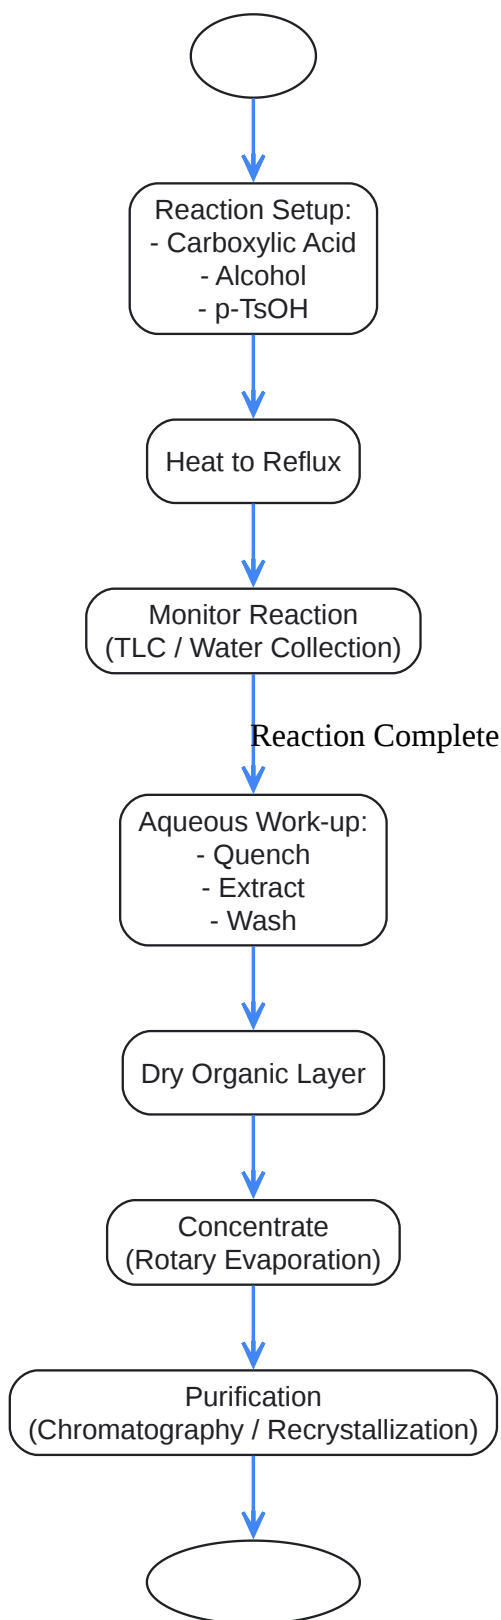 Reaction Setup:
- Carboxylic Acid
- Alcohol
- p-TsOH
Heat to Reflux
Monitor Reaction
(TLC / Water Collection)
Reaction Complete
Aqueous Work-up:
- Quench
- Extract
- Wash
Dry Organic Layer
Concentrate
(Rotary Evaporation)
Purification
(Chromatography / Recrystallization)